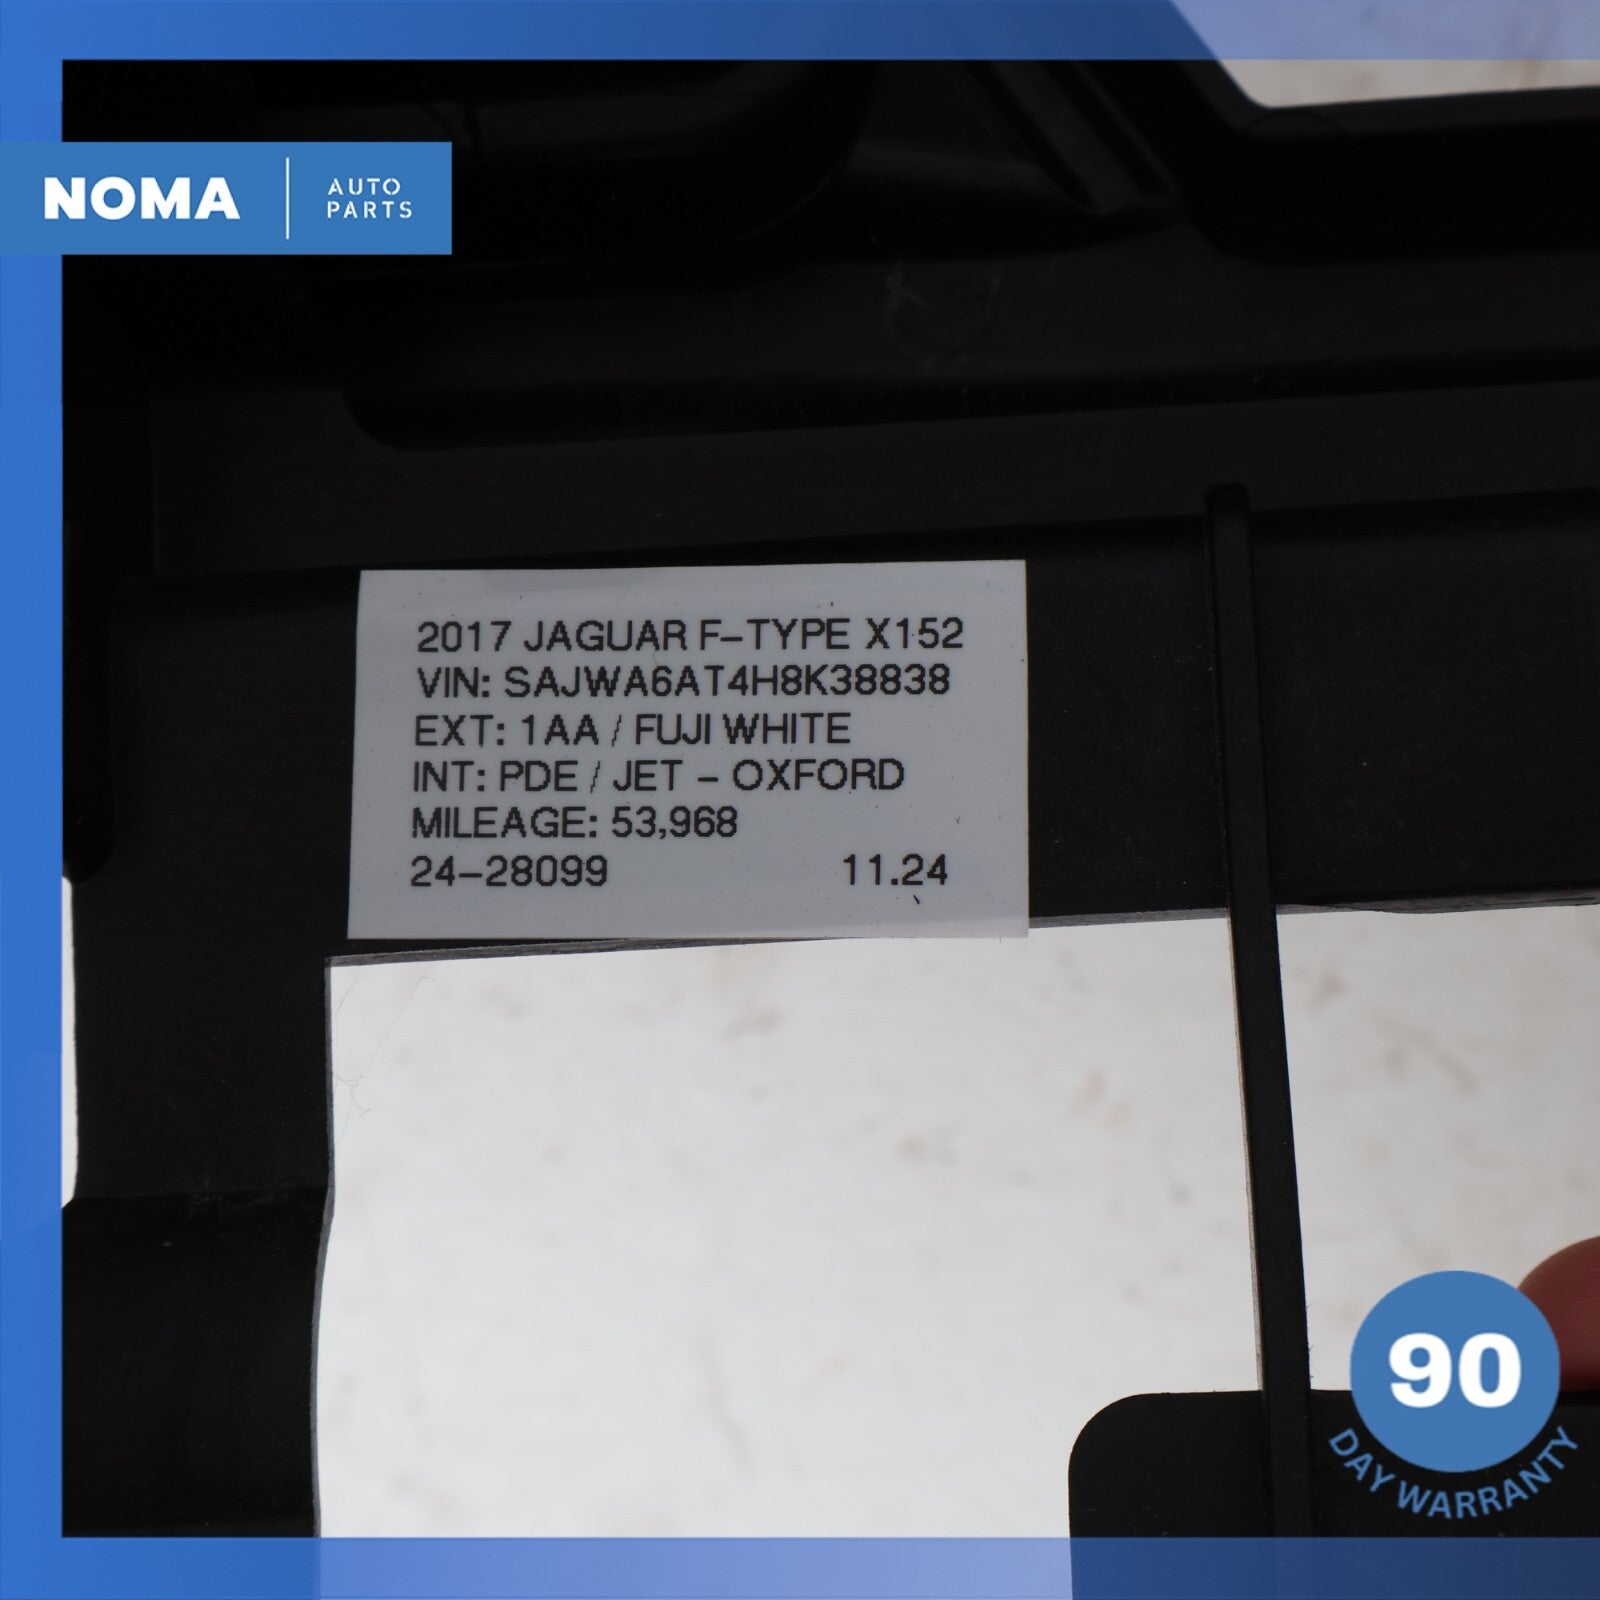 NOMA
AUTO
PARTS
2017 JAGUAR F-TYPE X152
VIN: SAJWA6AT4H8K38838
EXT: 1AA / FUJI WHITE
INT: PDE / JET - OXFORD
MILEAGE: 53,968
24-28099 11.24
90
DAY WARRANTY